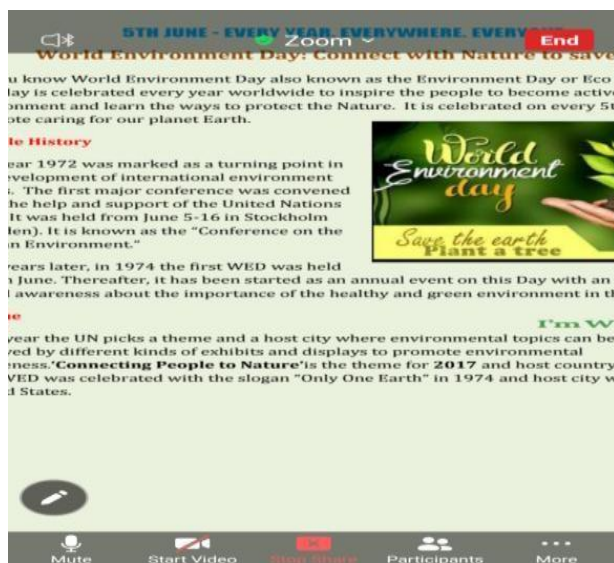 5TH JUNE - EVERY YEAR. EVERYWHERE. EVERYONE
Zoom
End
World Environment Day: Connect with Nature to save
u know World Environment Day also known as the Environment Day or Eco
lay is celebrated every year worldwide to inspire the people to become active
onment and learn the ways to protect the Nature. It is celebrated on every 5t
ote caring for our planet Earth.
le History
ear 1972 was marked as a turning point in
evelopment of international environment
s. The first major conference was convened
he help and support of the United Nations
It was held from June 5-16 in Stockholm
len). It is known as the “Conference on the
n Environment.”
World
Environment
day
Save the earth
Plant a tree
years later, in 1974 the first WED was held
n June. Thereafter, it has been started as an annual event on this Day with an
l awareness about the importance of the healthy and green environment in th
ne
I'm W
year the UN picks a theme and a host city where environmental topics can be
ved by different kinds of exhibits and displays to promote environmental
eness.‘Connecting People to Nature’is the theme for 2017 and host country
WED was celebrated with the slogan “Only One Earth” in 1974 and host city w
d States.
Mute
Start Video
Stop Share
Participants
More